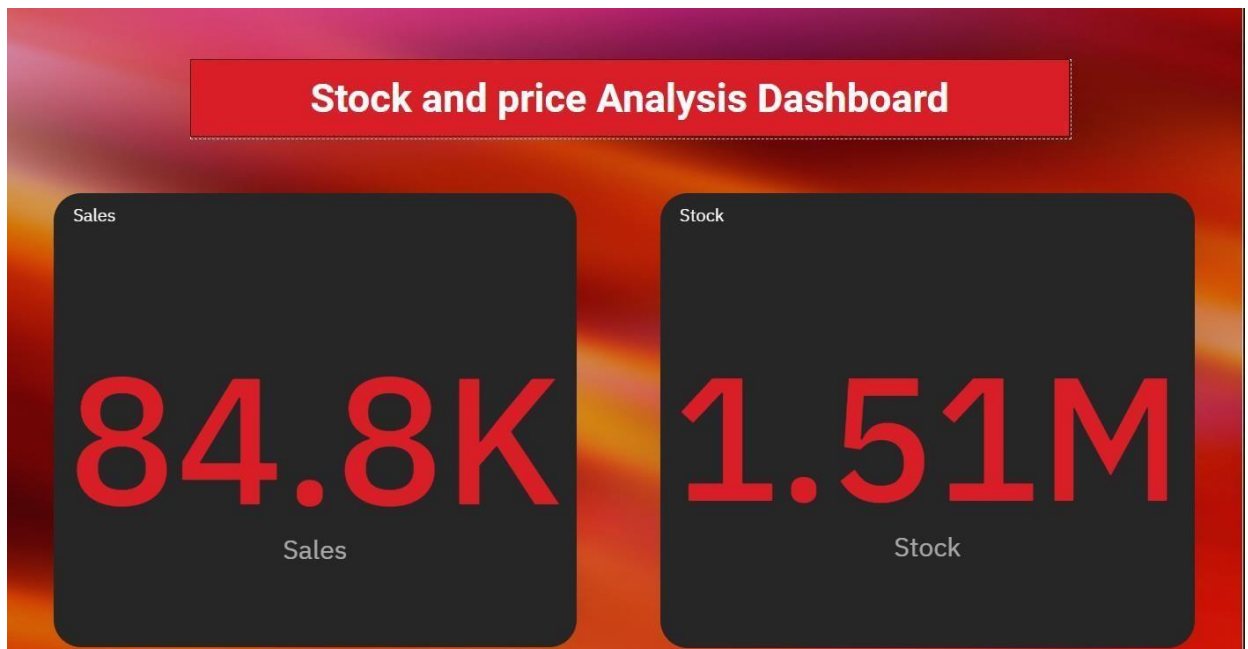 Stock and price Analysis Dashboard
Sales
84.8K
Sales
Stock
1.51M
Stock